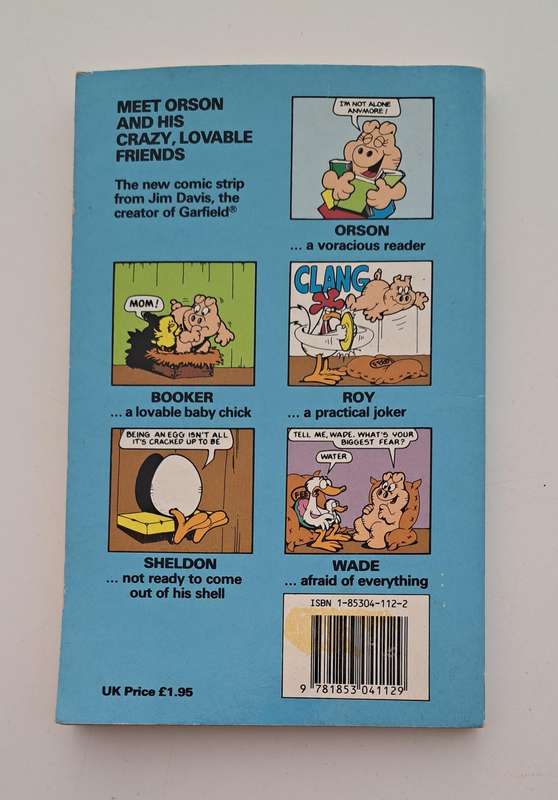 MEET ORSON
AND HIS
CRAZY, LOVABLE
FRIENDS
The new comic strip
from Jim Davis, the
creator of Garfield®
I'M NOT ALONE
ANYMORE!
ORSON
... a voracious reader
MOM!
BOOKER
... a lovable baby chick
CLANG
ROY
... a practical joker
BEING AN EGG ISN'T ALL
IT'S CRACKED UP TO BE
SHELDON
... not ready to come
out of his shell
TELL ME, WADE. WHAT'S YOUR
BIGGEST FEAR?
WATER
WADE
... afraid of everything
ISBN 1-85304-112-2
9 781853 041129
UK Price £1.95